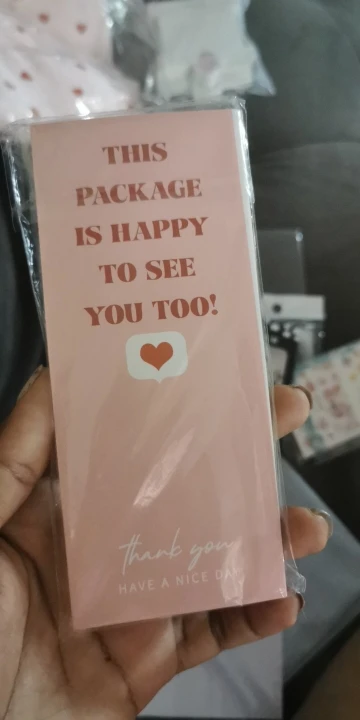 THIS
PACKAGE
IS HAPPY
TO SEE
YOU TOO!
thank you
HAVE A NICE DAY